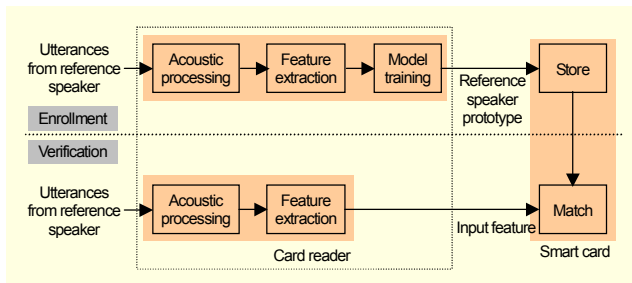 Utterances
from reference
speaker
Acoustic
processing
Feature
extraction
Model
training
Reference
speaker
prototype
Store
Enrollment
Verification
Utterances
from reference
speaker
Acoustic
processing
Feature
extraction
Input feature
Match
Card reader
Smart card